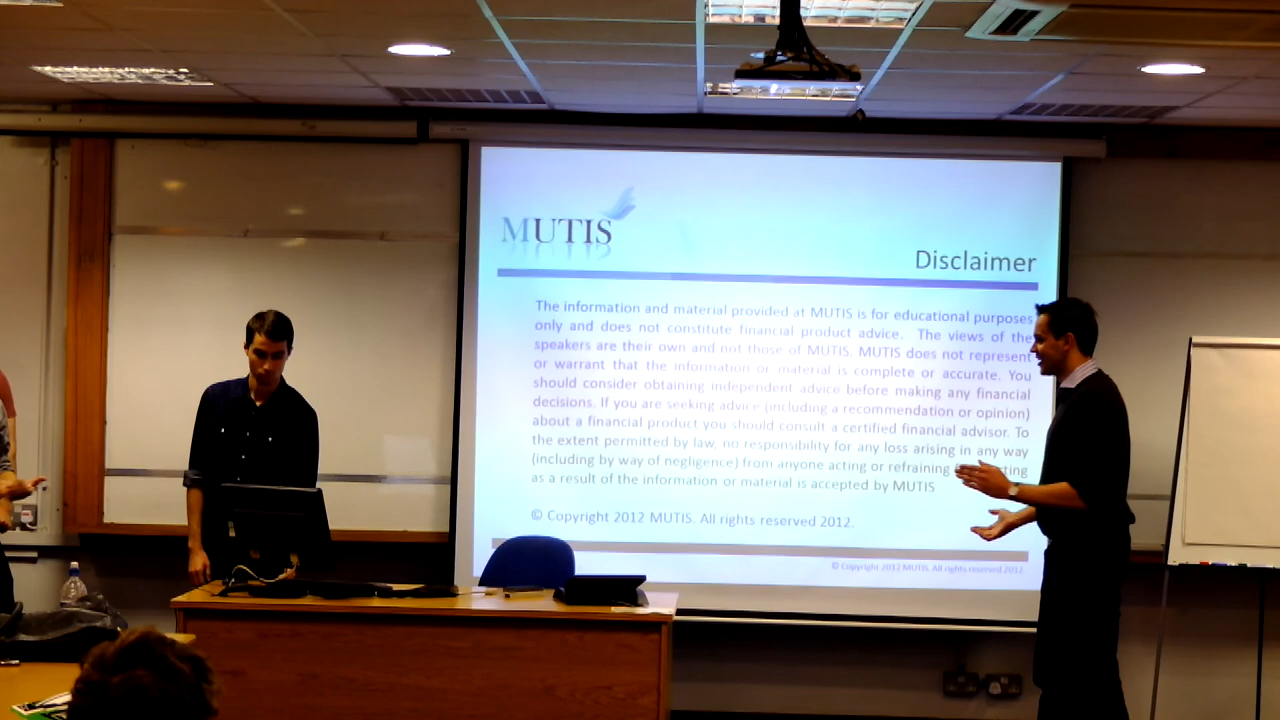 MUTIS
Disclaimer
The information and material provided at MUTIS is for educational purposes
only and does not constitute financial product advice. The views of the
speakers are their own and not those of MUTIS. MUTIS does not represent
or warrant that the information or material is complete or accurate. You
should consider obtaining independent advice before making any financial
decisions. If you are seeking advice (including a recommendation or opinion)
about a financial product you should consult a certified financial advisor. To
the extent permitted by law, no responsibility for any loss arising in any way
(including by way of negligence) from anyone acting or refraining
as a result of the information or material is accepted by MUTIS
© Copyright 2012 MUTIS. All rights reserved 2012.
© Copyright 2012 MUTIS. All rights reserved 2012.